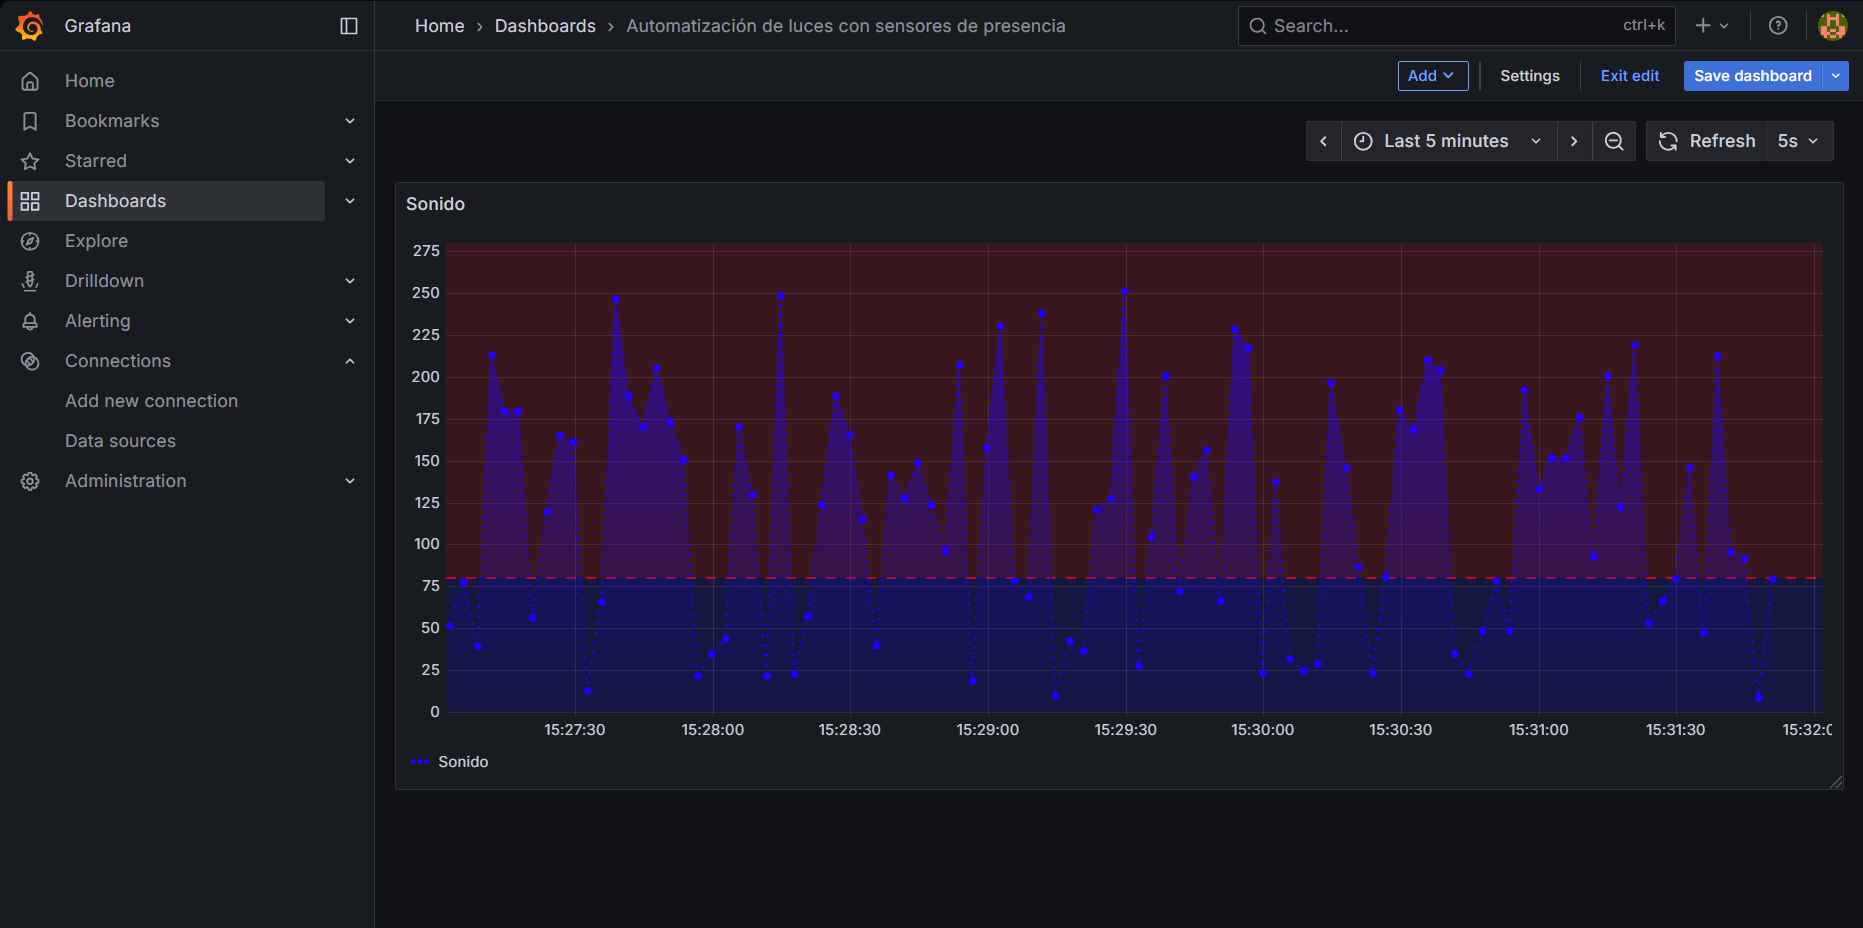 Grafana
Home › Dashboards › Automatización de luces con sensores de presencia
Search...
ctrl+k
Add
Settings
Exit edit
Save dashboard
Home
Bookmarks
Starred
Dashboards
Explore
Drilldown
Alerting
Connections
Add new connection
Data sources
Administration
Last 5 minutes
Refresh
5s
Sonido
275
250
225
200
175
150
125
100
75
50
25
0
15:27:30 15:28:00 15:28:30 15:29:00 15:29:30 15:30:00 15:30:30 15:31:00 15:31:30 15:32:0
Sonido